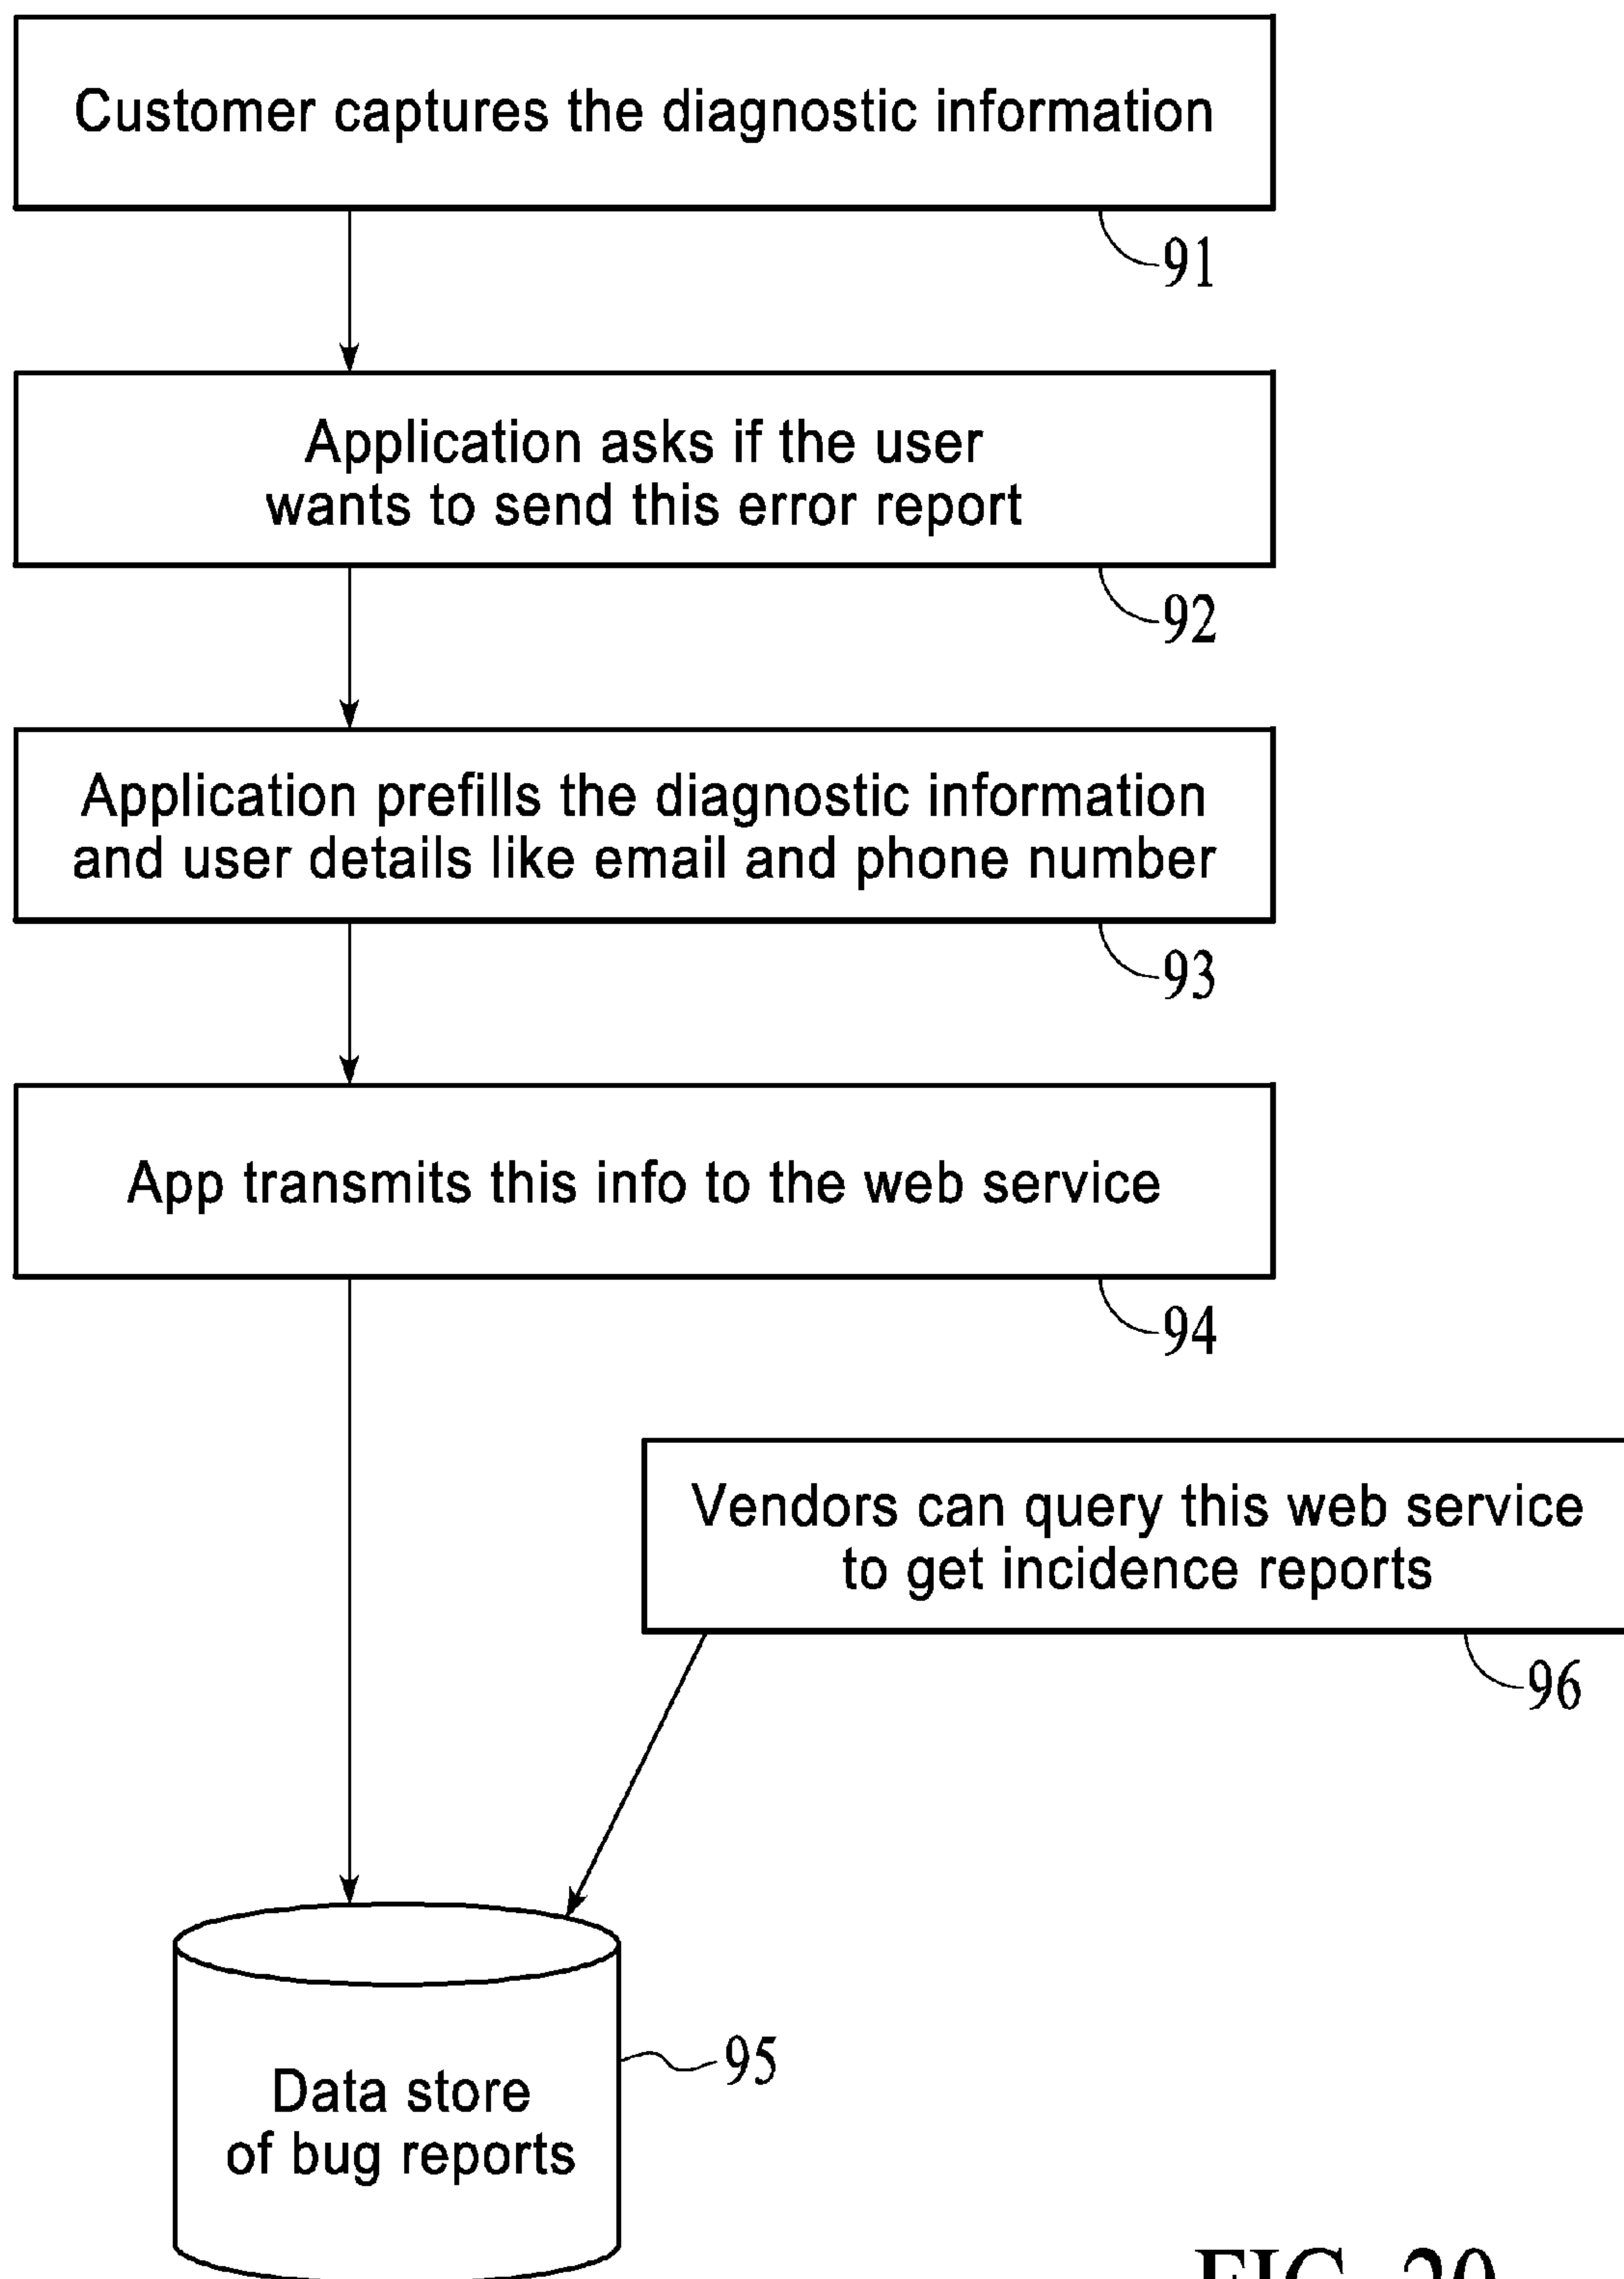 Customer captures the diagnostic information
91
Application asks if the user
wants to send this error report
92
Application prefills the diagnostic information
and user details like email and phone number
93
App transmits this info to the web service
94
Vendors can query this web service
to get incidence reports
96
95
Data store
of bug reports
FIG. 20